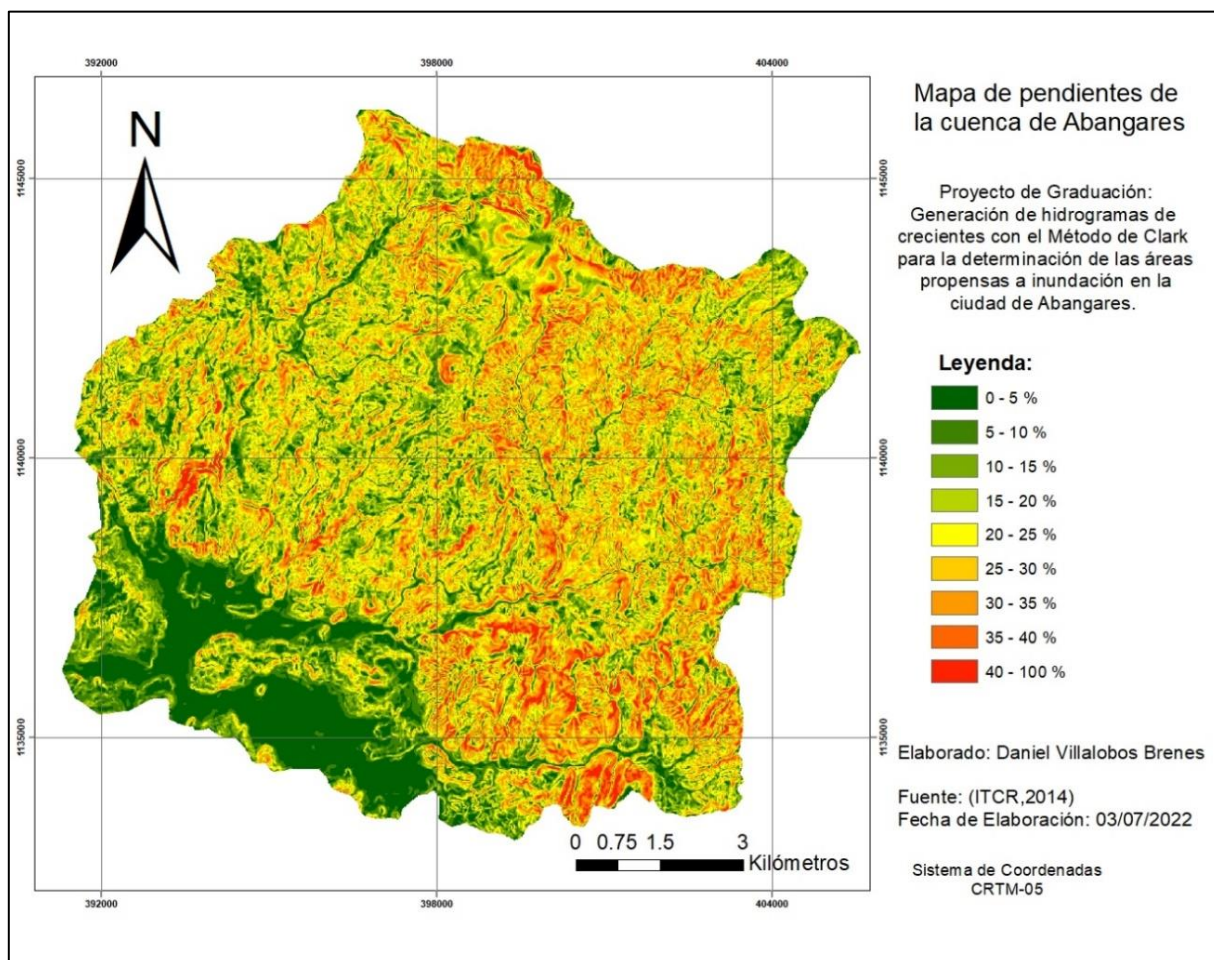 392000
398000
404000
N
1145000
1145000
1140000
1140000
1135000
1135000
0 0.75 1.5 3
Kilómetros
392000
398000
404000
Mapa de pendientes de
la cuenca de Abangares
Proyecto de Graduación:
Generación de hidrogramas de
crecientes con el Método de Clark
para la determinación de las áreas
propensas a inundación en la
ciudad de Abangares.
Leyenda:
0 - 5 %
5 - 10 %
10 - 15 %
15 - 20 %
20 - 25 %
25 - 30 %
30 - 35 %
35 - 40 %
40 - 100 %
Elaborado: Daniel Villalobos Brenes
Fuente: (ITCR,2014)
Fecha de Elaboración: 03/07/2022
Sistema de Coordenadas
CRTM-05